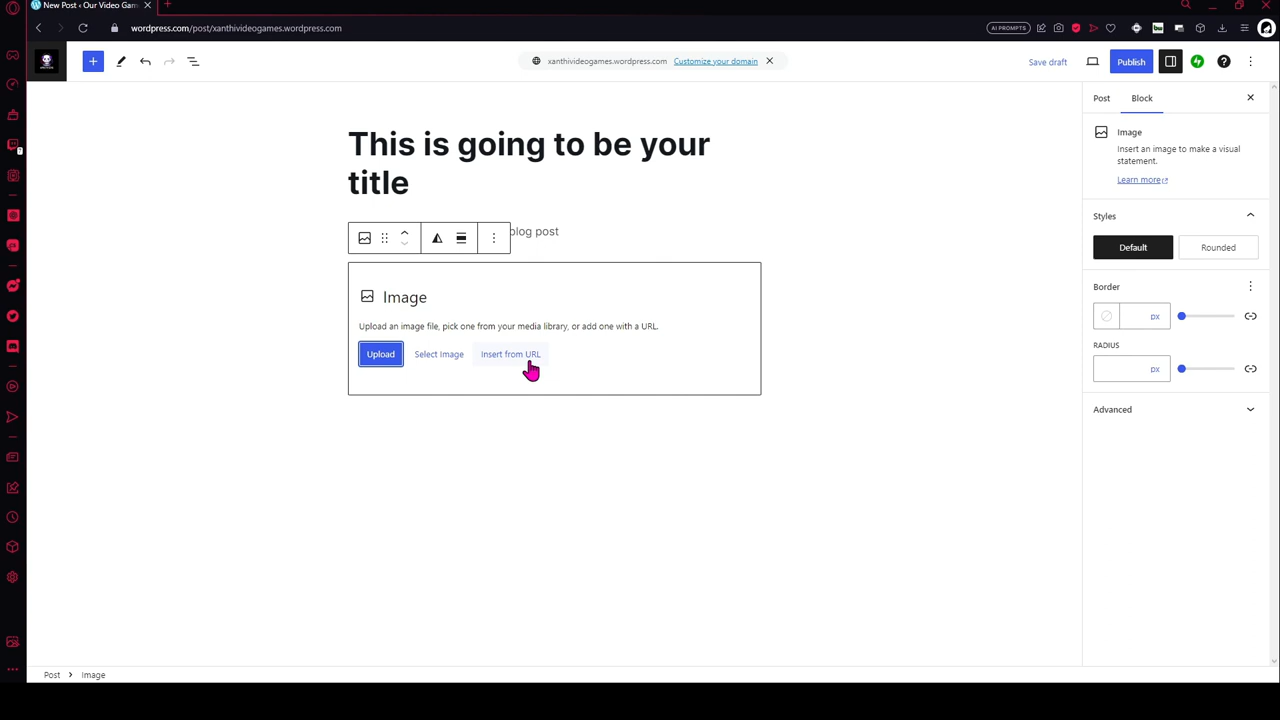 New Post ‹ Our Video Gam
wordpress.com/post/xanthivideogames.wordpress.com
AI PROMPTS
xanthivideogames.wordpress.com Customize your domain
Save draft
Publish
Post
Block
This is going to be your
title
blog post
Image
Upload an image file, pick one from your media library, or add one with a URL.
Upload
Select Image
Insert from URL
Image
Insert an image to make a visual
statement.
Learn more
Styles
Default
Rounded
Border
px
RADIUS
px
Advanced
Post
Image